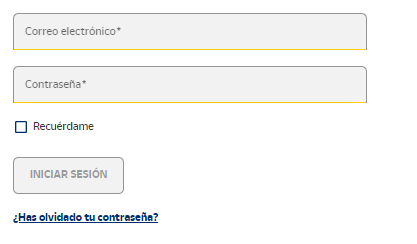 Correo electrónico*
Contraseña*
Recuérdame
INICIAR SESIÓN
¿Has olvidado tu contraseña?